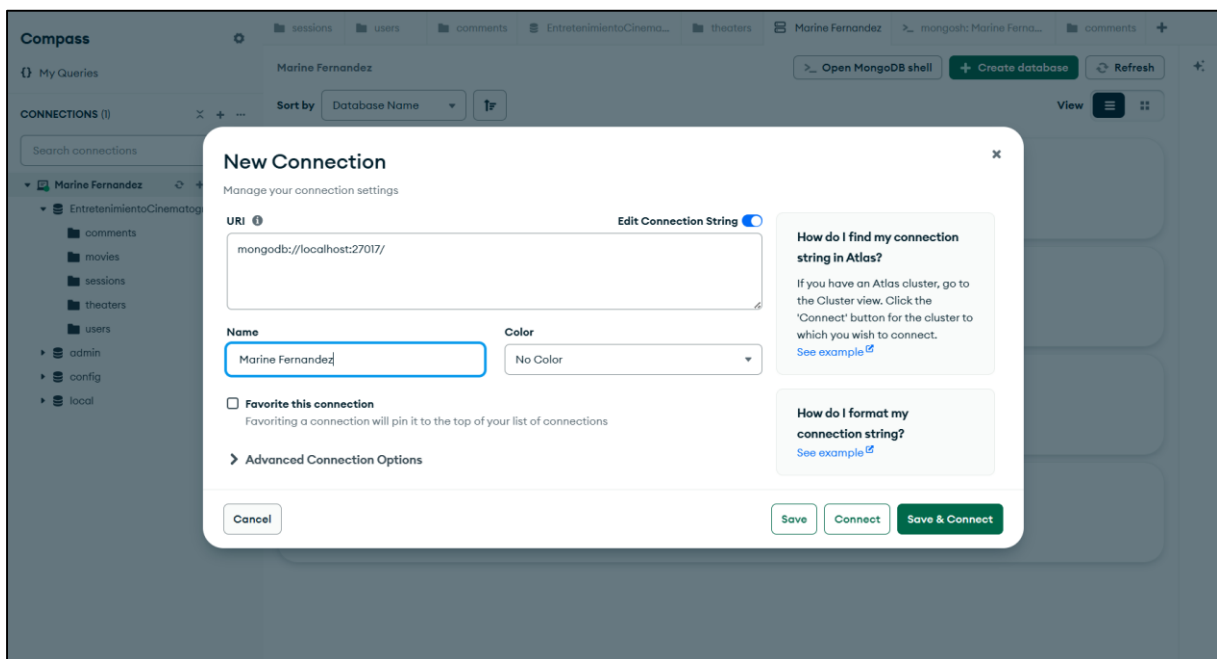 Compass
sessions
users
comments
EntretenimientoCinema...
theaters
Marine Fernandez
>_ mongosh: Marine Ferna...
comments
{} My Queries
Marine Fernandez
>_ Open MongoDB shell
+ Create database
Refresh
CONNECTIONS (1)
Sort by
Database Name
View
Search connections
Marine Fernandez
EntretenimientoCinematog
comments
movies
sessions
theaters
users
admin
config
local
New Connection
Manage your connection settings
URI
Edit Connection String
mongodb://localhost:27017/
Name
Color
Marine Fernandez
No Color
Favorite this connection
Favoriting a connection will pin it to the top of your list of connections
Advanced Connection Options
How do I find my connection
string in Atlas?
If you have an Atlas cluster, go to
the Cluster view. Click the
'Connect' button for the cluster to
which you wish to connect.
See example
How do I format my
connection string?
See example
Cancel
Save
Connect
Save & Connect